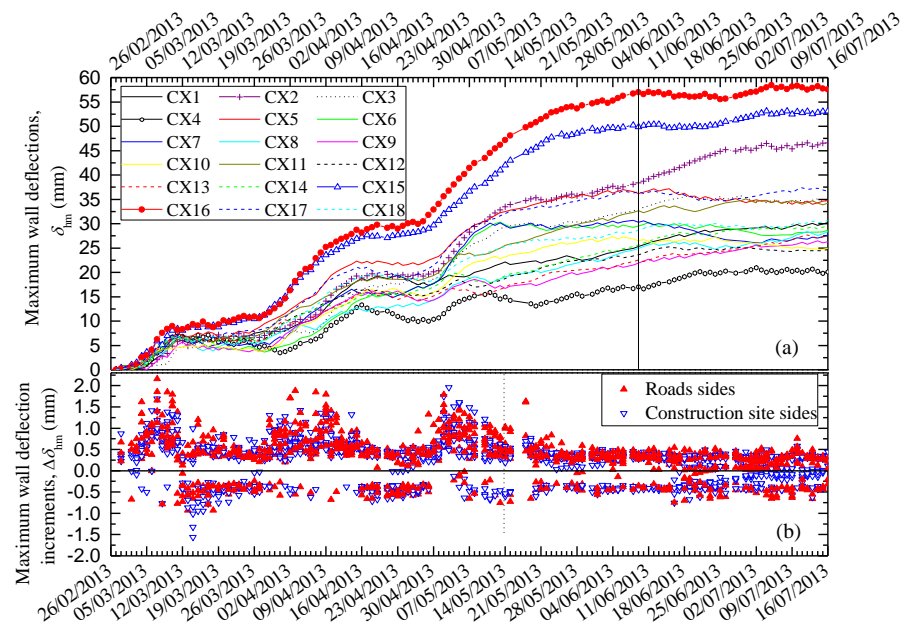 26/02/2013 05/03/2013 12/03/2013 19/03/2013 26/03/2013 02/04/2013 09/04/2013 16/04/2013 23/04/2013 30/04/2013 07/05/2013 14/05/2013 21/05/2013 28/05/2013 04/06/2013 11/06/2013 18/06/2013 25/06/2013 02/07/2013 09/07/2013 16/07/2013
Maximum wall deflections,
δhm (mm)
60
55
50
45
40
35
30
25
20
15
10
5
0
CX1 CX2 CX3
CX4 CX5 CX6
CX7 CX8 CX9
CX10 CX11 CX12
CX13 CX14 CX15
CX16 CX17 CX18
(a)
Maximum wall deflection
increments, Δδhm (mm)
2.0
1.5
1.0
0.5
0.0
-0.5
-1.0
-1.5
-2.0
Roads sides
Construction site sides
(b)
26/02/2013 05/03/2013 12/03/2013 19/03/2013 26/03/2013 02/04/2013 09/04/2013 16/04/2013 23/04/2013 30/04/2013 07/05/2013 14/05/2013 21/05/2013 28/05/2013 04/06/2013 11/06/2013 18/06/2013 25/06/2013 02/07/2013 09/07/2013 16/07/2013